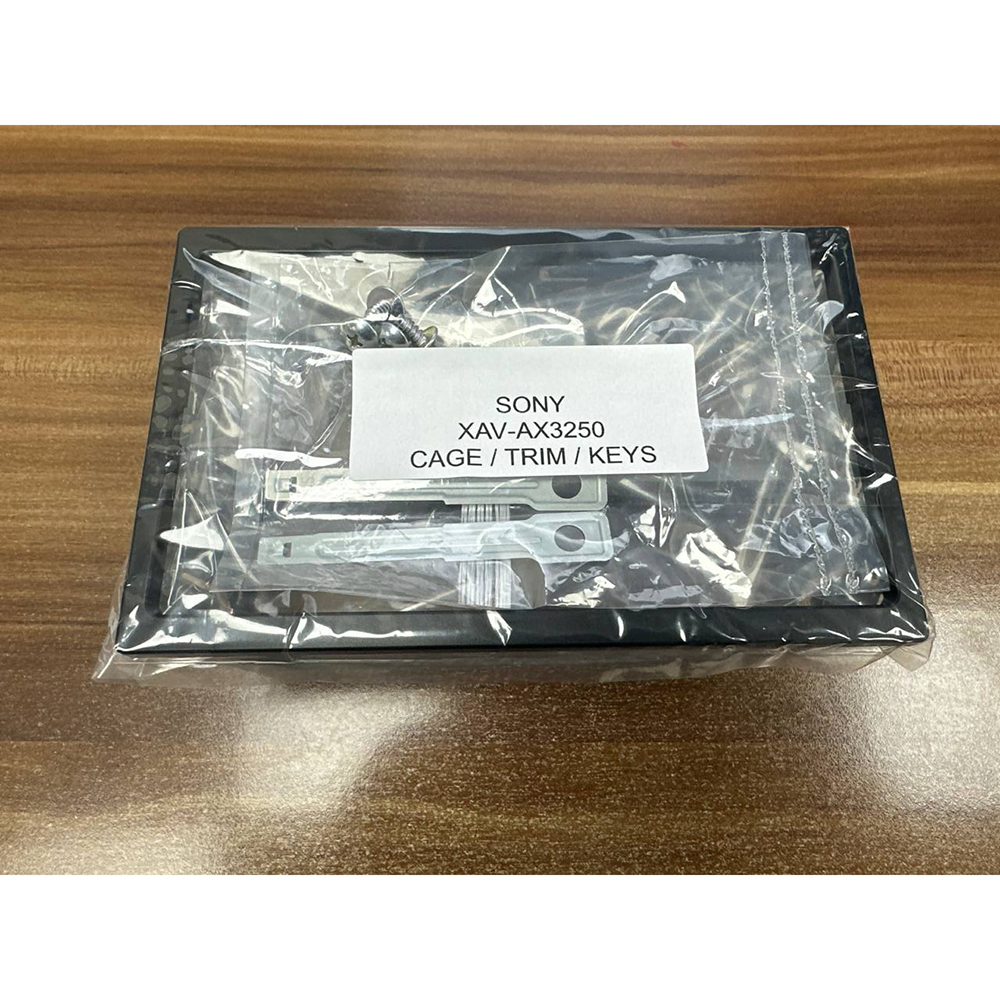 SONY
XAV-AX3250
CAGE / TRIM / KEYS